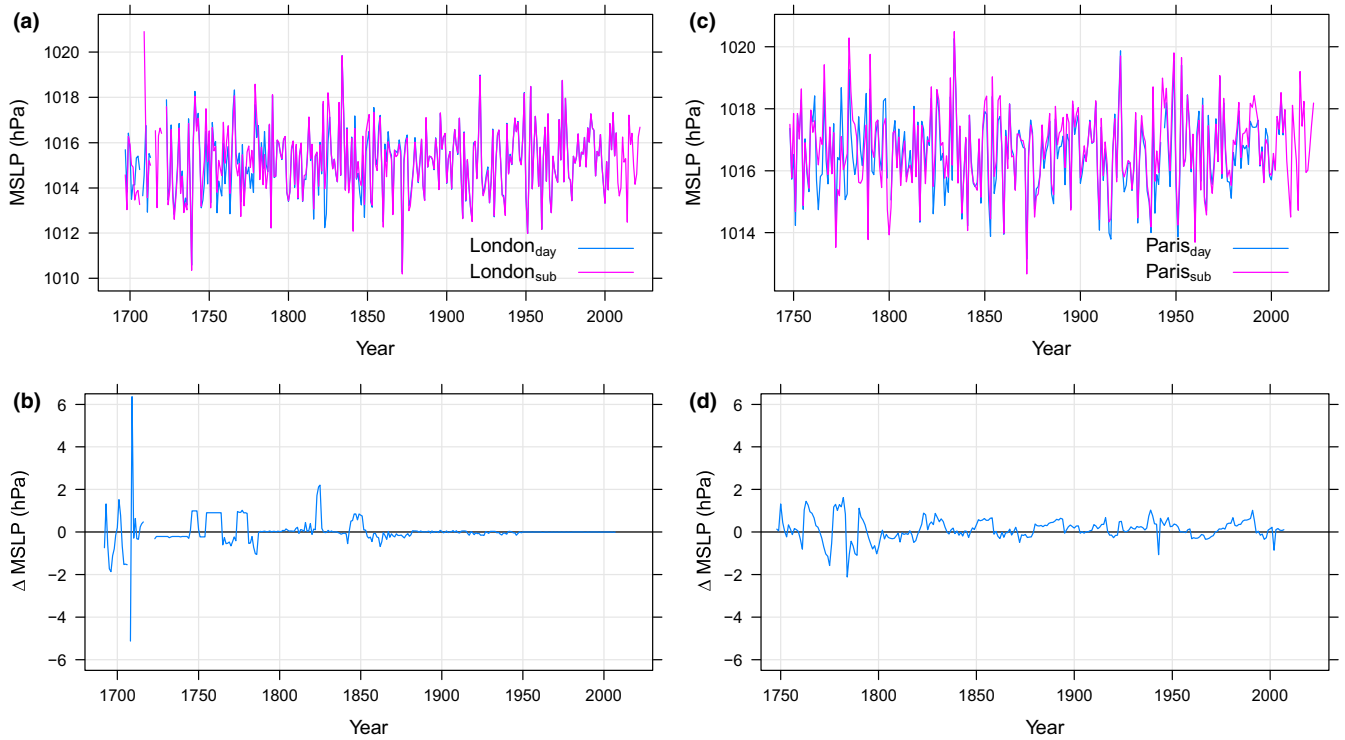 (a)
MSLP (hPa)
1020
1018
1016
1014
1012
1010
London_day
London_sub
1700 1750 1800 1850 1900 1950 2000
Year
(c)
MSLP (hPa)
1020
1018
1016
1014
Paris_day
Paris_sub
1750 1800 1850 1900 1950 2000
Year
(b)
Δ MSLP (hPa)
6
4
2
0
−2
−4
−6
1700 1750 1800 1850 1900 1950 2000
Year
(d)
Δ MSLP (hPa)
6
4
2
0
−2
−4
−6
1750 1800 1850 1900 1950 2000
Year